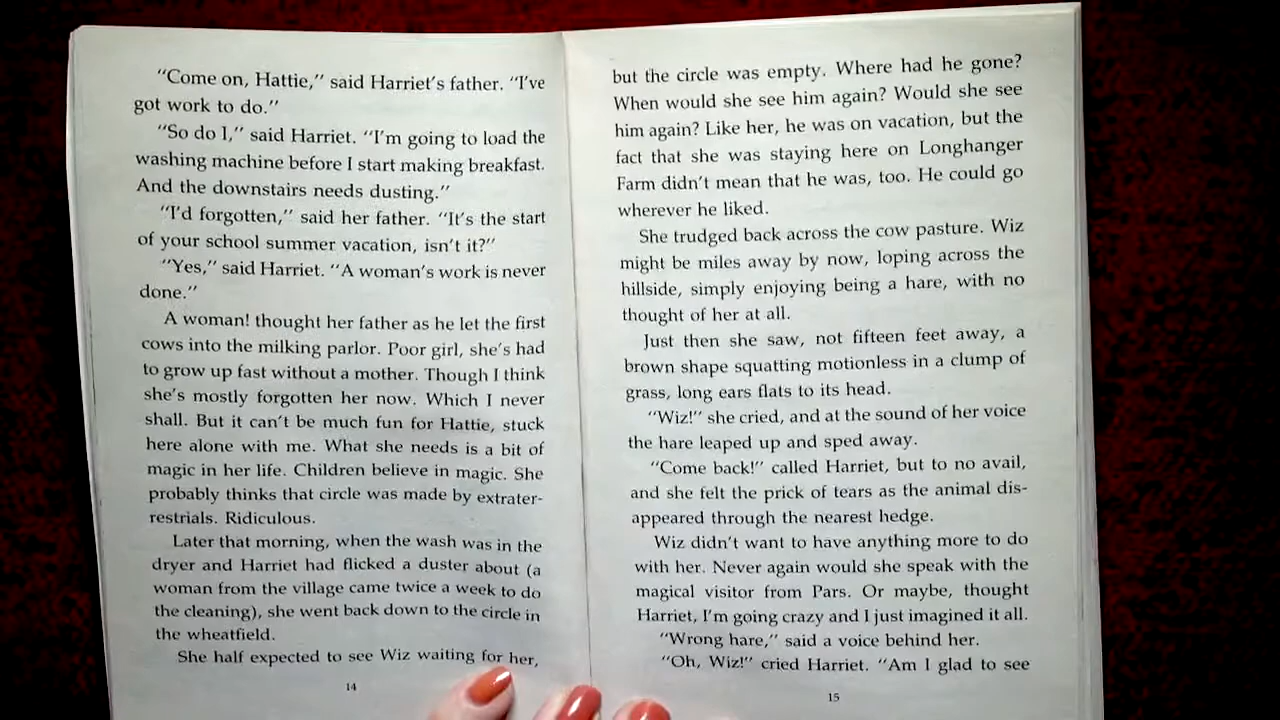 "Come on, Hattie," said Harriet's father. "I've
got work to do."
"So do I," said Harriet. "I'm going to load the
washing machine before I start making breakfast.
And the downstairs needs dusting."
"I'd forgotten," said her father. "It's the start
of your school summer vacation, isn't it?"
"Yes," said Harriet. "A woman's work is never
done."
A woman! thought her father as he let the first
cows into the milking parlor. Poor girl, she's had
to grow up fast without a mother. Though I think
she's mostly forgotten her now. Which I never
shall. But it can't be much fun for Hattie, stuck
here alone with me. What she needs is a bit of
magic in her life. Children believe in magic. She
probably thinks that circle was made by extrater-
restrials. Ridiculous.
Later that morning, when the wash was in the
dryer and Harriet had flicked a duster about (a
woman from the village came twice a week to do
the cleaning), she went back down to the circle in
the wheatfield.
She half expected to see Wiz waiting for her,
14
but the circle was empty. Where had he gone?
When would she see him again? Would she see
him again? Like her, he was on vacation, but the
fact that she was staying here on Longhanger
Farm didn't mean that he was, too. He could go
wherever he liked.
She trudged back across the cow pasture. Wiz
might be miles away by now, loping across the
hillside, simply enjoying being a hare, with no
thought of her at all.
Just then she saw, not fifteen feet away, a
brown shape squatting motionless in a clump of
grass, long ears flats to its head.
"Wiz!" she cried, and at the sound of her voice
the hare leaped up and sped away.
"Come back!" called Harriet, but to no avail,
and she felt the prick of tears as the animal dis-
appeared through the nearest hedge.
Wiz didn't want to have anything more to do
with her. Never again would she speak with the
magical visitor from Pars. Or maybe, thought
Harriet, I'm going crazy and I just imagined it all.
"Wrong hare," said a voice behind her.
"Oh, Wiz!" cried Harriet. "Am I glad to see
15